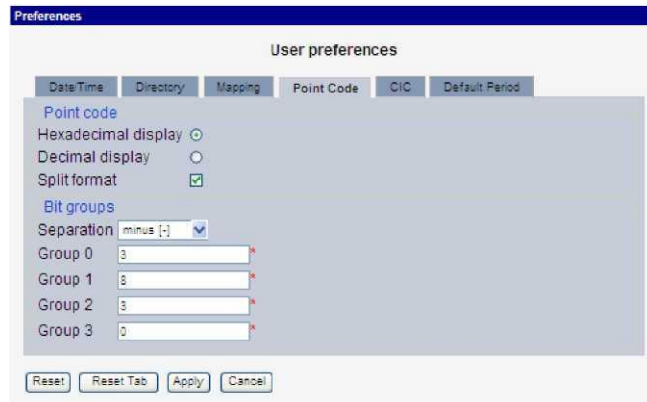 Preferences
User preferences
Date/Time Directory Mapping Point Code CIC Default Period
Point code
Hexadecimal display
Decimal display
Split format
Bit groups
Separation minus [-]
Group 0 3 *
Group 1 8 *
Group 2 3 *
Group 3 0 *
Reset Reset Tab Apply Cancel